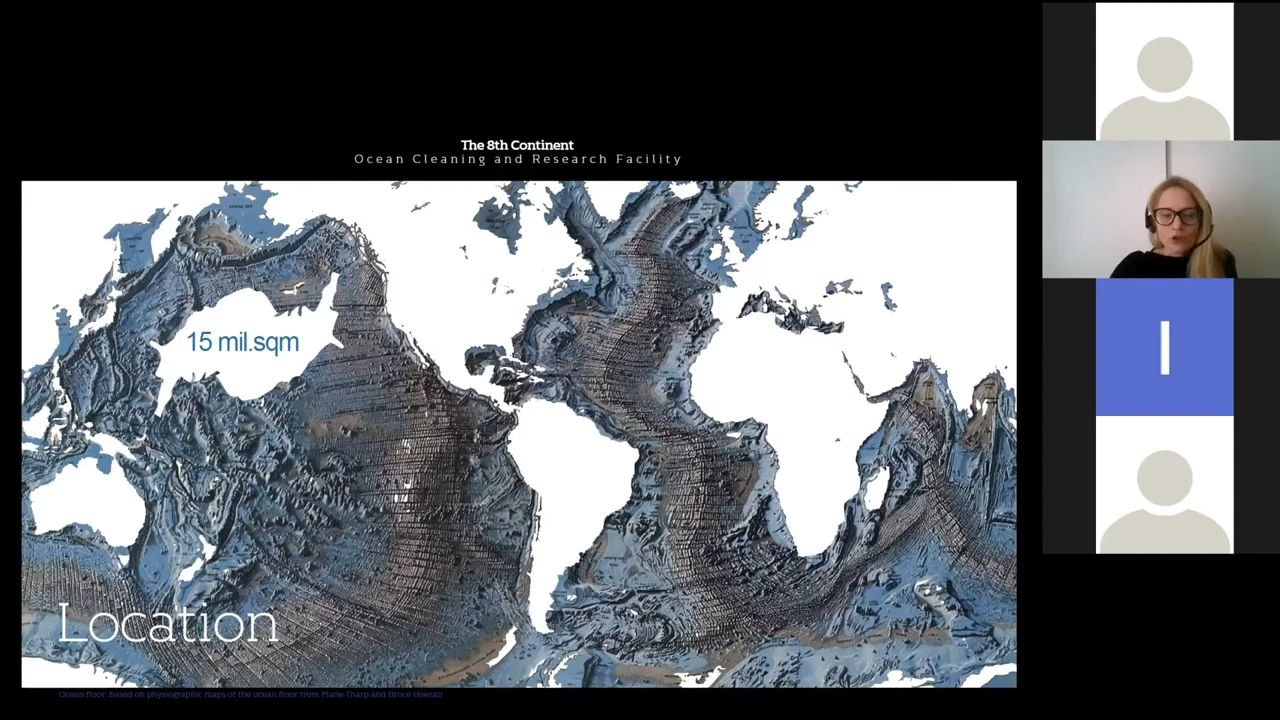 The 8th Continent
Ocean Cleaning and Research Facility
15 mil.sqm
Location
Ocean floor: based on physiographic maps of the ocean floor from Marie Tharp and Bruce Heezen
I